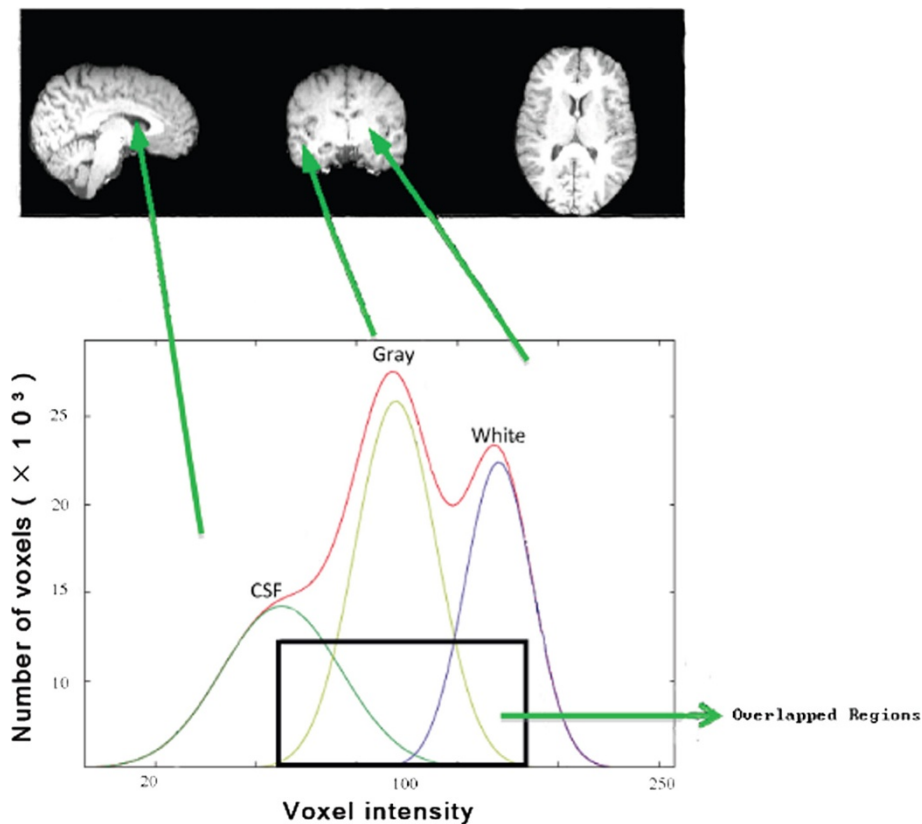 Gray
White
CSF
Number of voxels ( × 10³)
25
20
15
10
Overlapped Regions
20
100
250
Voxel intensity